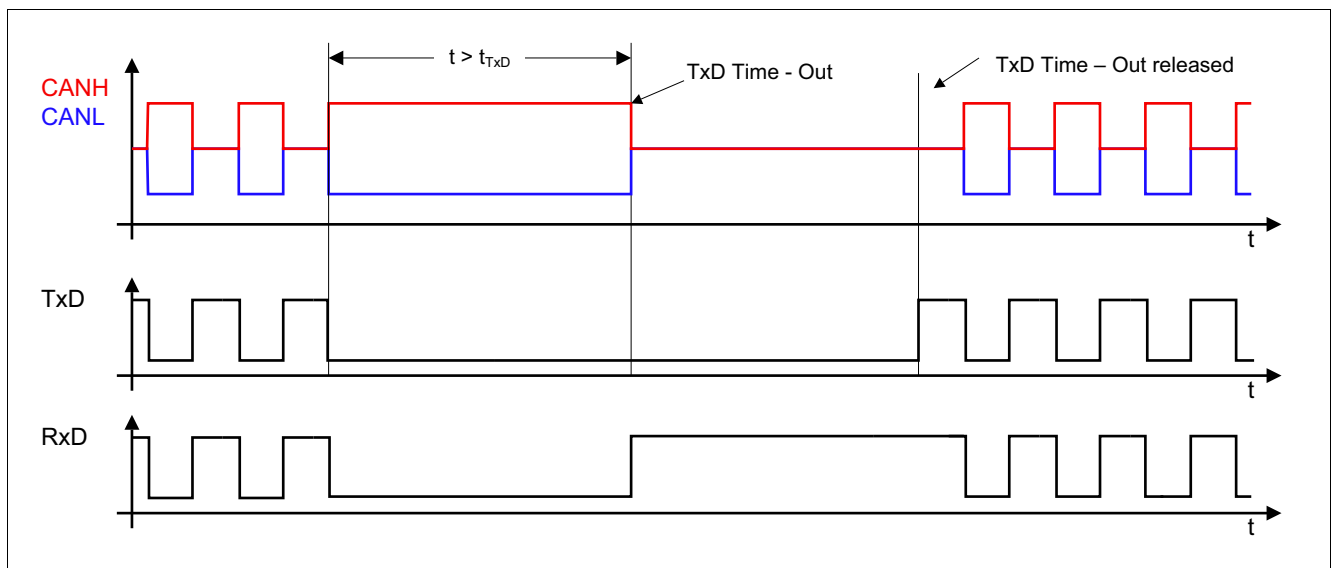 t > tTxD
TxD Time - Out
TxD Time – Out released
CANH
CANL
t
TxD
t
RxD
t